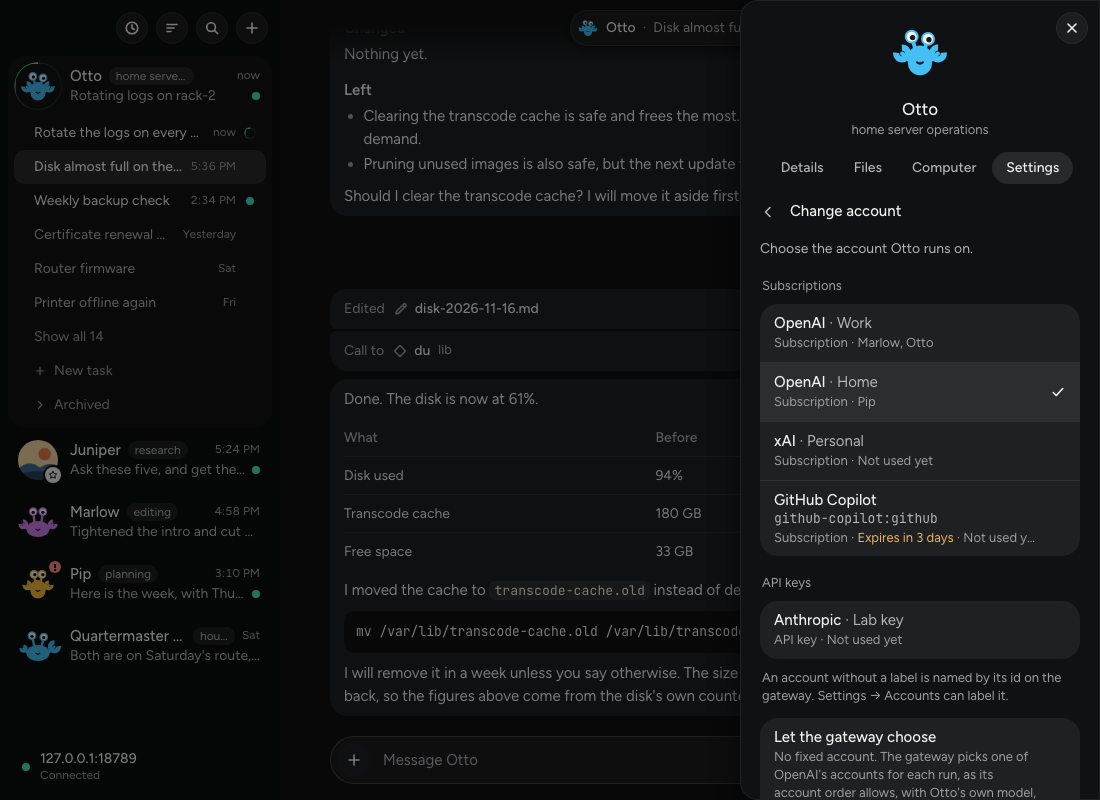 Otto
home serve...
now
Rotating logs on rack-2
Rotate the logs on every ...
now
Disk almost full on the...
5:36 PM
Weekly backup check
2:34 PM
Certificate renewal ...
Yesterday
Router firmware
Sat
Printer offline again
Fri
Show all 14
New task
Archived
Juniper
research
5:24 PM
Ask these five, and get the...
Marlow
editing
4:58 PM
Tightened the intro and cut ...
Pip
planning
3:10 PM
Here is the week, with Thu...
Quartermaster ...
hou...
Sat
Both are on Saturday's route,...
127.0.0.1:18789
Connected
Otto · Disk almost fu
Changed
Nothing yet.
Left
• Clearing the transcode cache is safe and frees the most.
demand.
• Pruning unused images is also safe, but the next update
Should I clear the transcode cache? I will move it aside first
Edited disk-2026-11-16.md
Call to du lib
Done. The disk is now at 61%.
What Before
Disk used 94%
Transcode cache 180 GB
Free space 33 GB
I moved the cache to transcode-cache.old instead of de
mv /var/lib/transcode-cache.old /var/lib/transcod
I will remove it in a week unless you say otherwise. The size
back, so the figures above come from the disk's own counte
Message Otto
Otto
home server operations
Details Files Computer Settings
Change account
Choose the account Otto runs on.
Subscriptions
OpenAI · Work
Subscription · Marlow, Otto
OpenAI · Home
Subscription · Pip
xAI · Personal
Subscription · Not used yet
GitHub Copilot
github-copilot:github
Subscription · Expires in 3 days · Not used y...
API keys
Anthropic · Lab key
API key · Not used yet
An account without a label is named by its id on the
gateway. Settings → Accounts can label it.
Let the gateway choose
No fixed account. The gateway picks one of
OpenAI's accounts for each run, as its
account order allows, with Otto's own model,